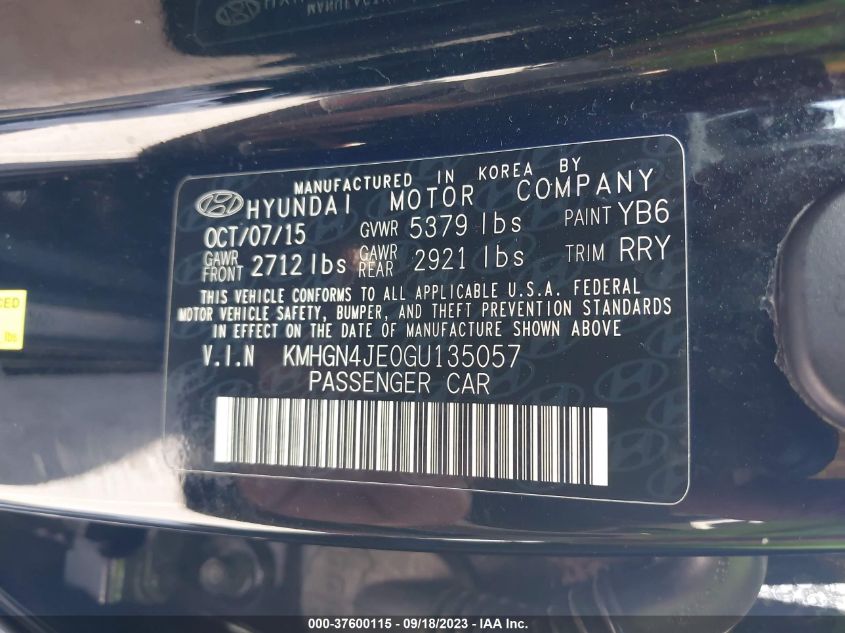 MANUFACTURED IN KOREA BY
HYUNDAI MOTOR COMPANY
OCT/07/15 GVWR 5379 lbs PAINT YB6
GAWR FRONT 2712 lbs GAWR REAR 2921 lbs TRIM RRY
THIS VEHICLE CONFORMS TO ALL APPLICABLE U.S.A. FEDERAL
MOTOR VEHICLE SAFETY, BUMPER, AND THEFT PREVENTION STANDARDS
IN EFFECT ON THE DATE OF MANUFACTURE SHOWN ABOVE
V.I.N KMHGN4JE0GU135057
PASSENGER CAR
lbs
000-37600115 - 09/18/2023 - IAA Inc.